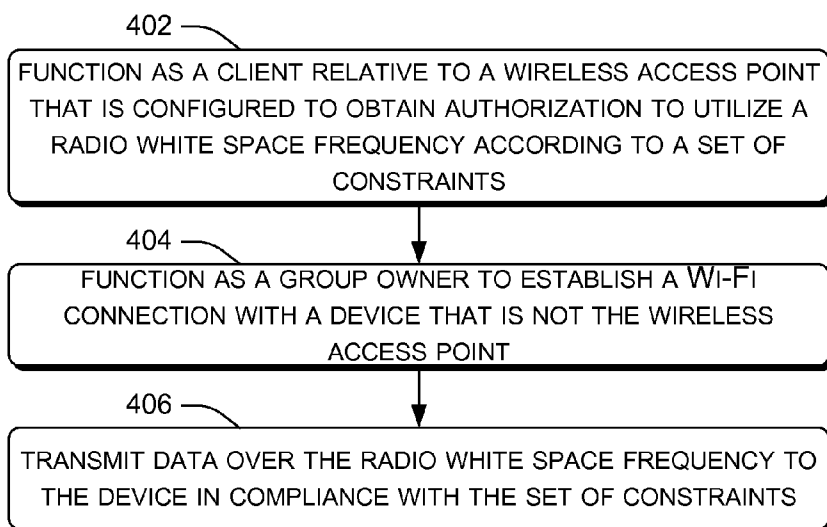 402
FUNCTION AS A CLIENT RELATIVE TO A WIRELESS ACCESS POINT
THAT IS CONFIGURED TO OBTAIN AUTHORIZATION TO UTILIZE A
RADIO WHITE SPACE FREQUENCY ACCORDING TO A SET OF
CONSTRAINTS
404
FUNCTION AS A GROUP OWNER TO ESTABLISH A WI-FI
CONNECTION WITH A DEVICE THAT IS NOT THE WIRELESS
ACCESS POINT
406
TRANSMIT DATA OVER THE RADIO WHITE SPACE FREQUENCY TO
THE DEVICE IN COMPLIANCE WITH THE SET OF CONSTRAINTS